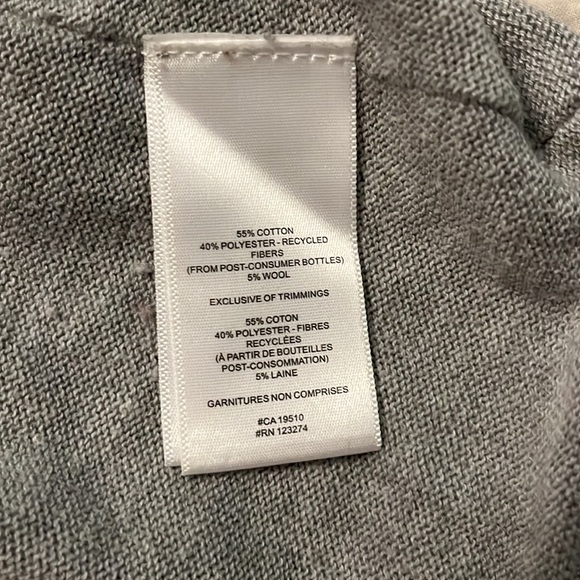 55% COTTON
40% POLYESTER - RECYCLED
FIBERS
(FROM POST-CONSUMER BOTTLES)
5% WOOL
EXCLUSIVE OF TRIMMINGS
55% COTON
40% POLYESTER - FIBRES
RECYCLÉES
(À PARTIR DE BOUTEILLES
POST-CONSOMMATION)
5% LAINE
GARNITURES NON COMPRISES
#CA 19510
#RN 123274